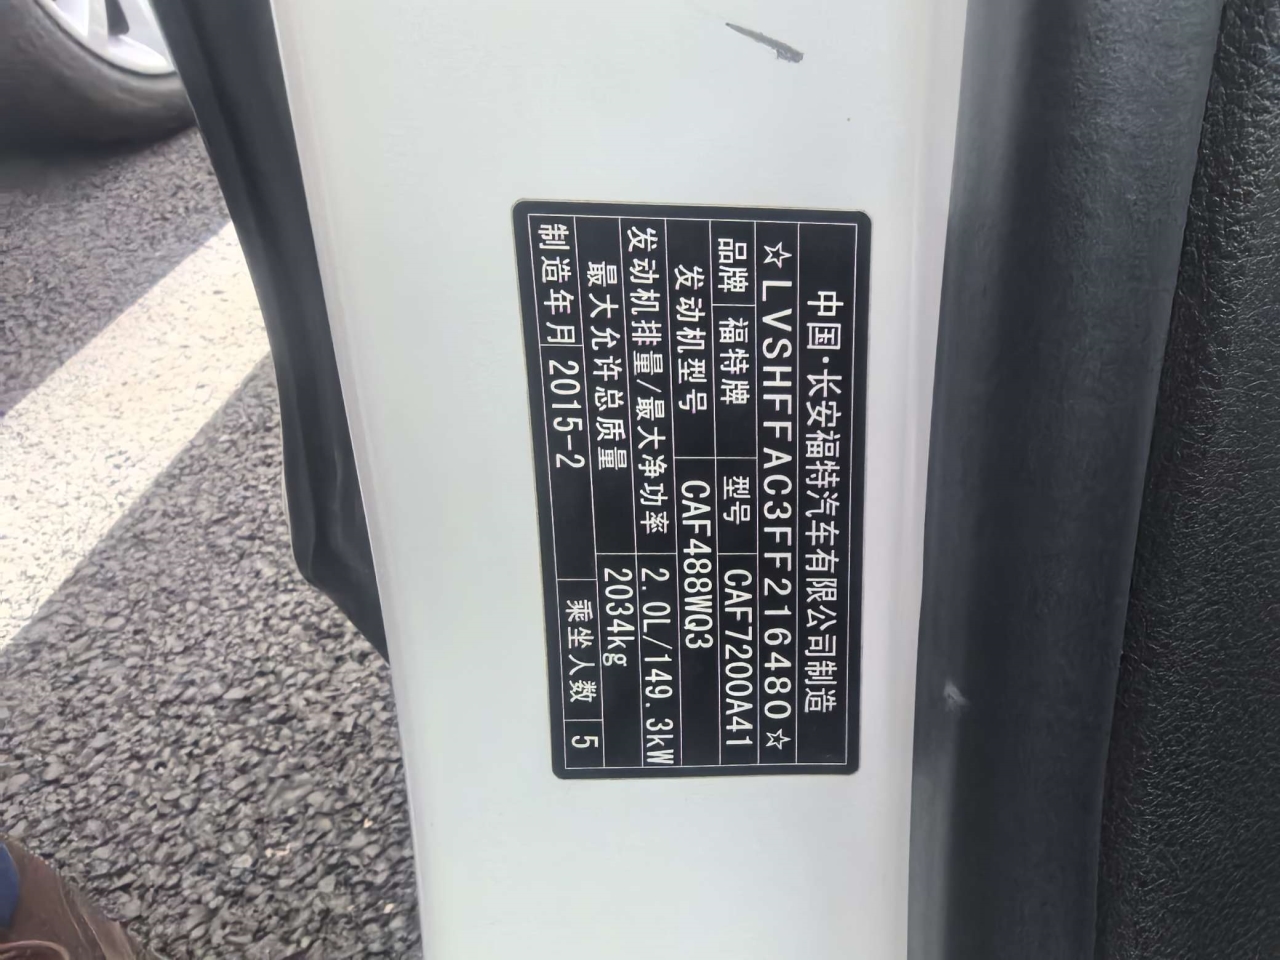 中国·长安福特汽车有限公司制造
☆LVSHFFAC3FF216480☆
品牌 福特牌 型号 CAF7200A41
发动机型号 CAF488WQ3
发动机排量/最大净功率 2.0L/149.3kW
最大允许总质量 2034kg
制造年月 2015-2 乘坐人数 5